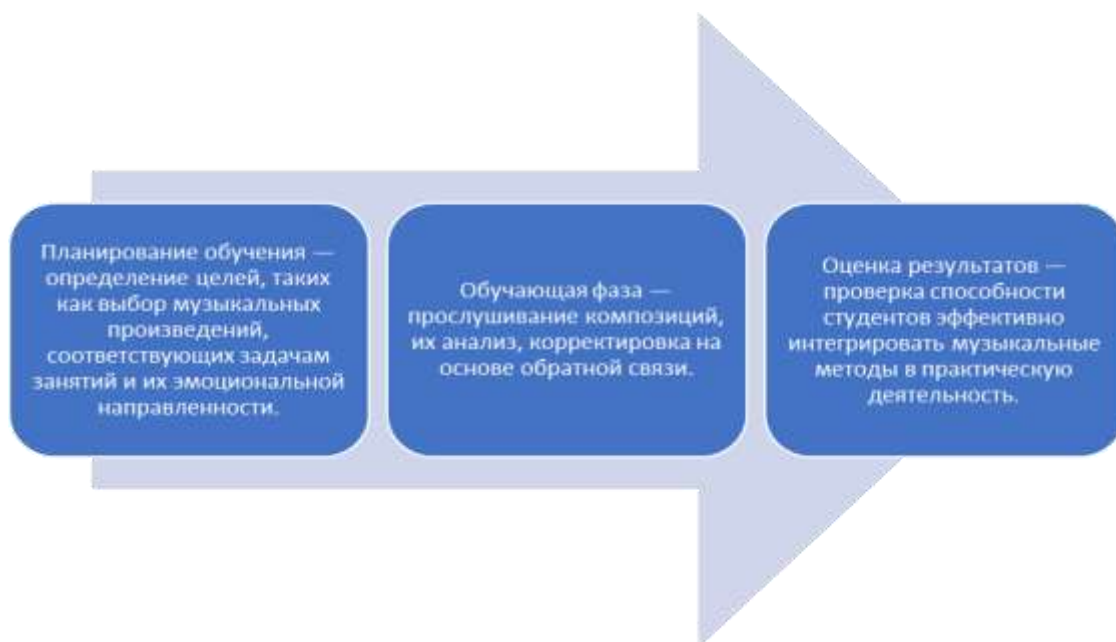 Планирование обучения —
определение целей, таких
как выбор музыкальных
произведений,
соответствующих задачам
занятий и их эмоциональной
направленности.
Обучающая фаза —
прослушивание композиций,
их анализ, корректировка на
основе обратной связи.
Оценка результатов —
проверка способности
студентов эффективно
интегрировать музыкальные
методы в практическую
деятельность.